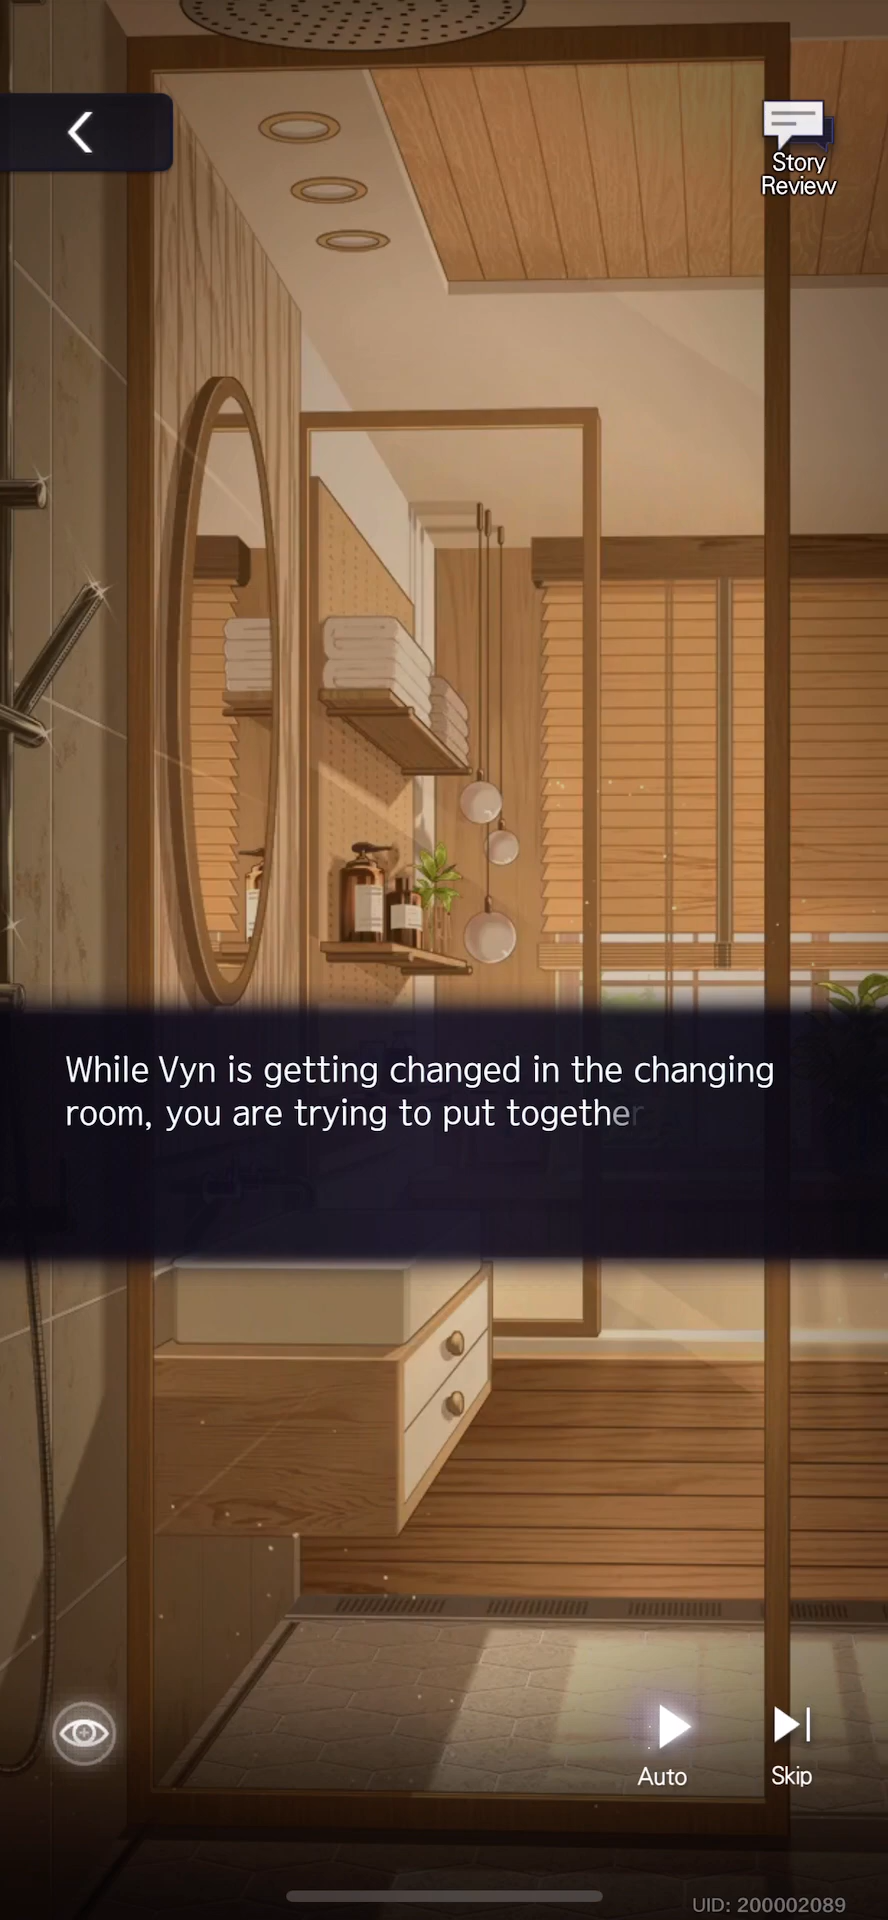 Story
Review
While Vyn is getting changed in the changing
room, you are trying to put together
Auto
Skip
UID: 200002089